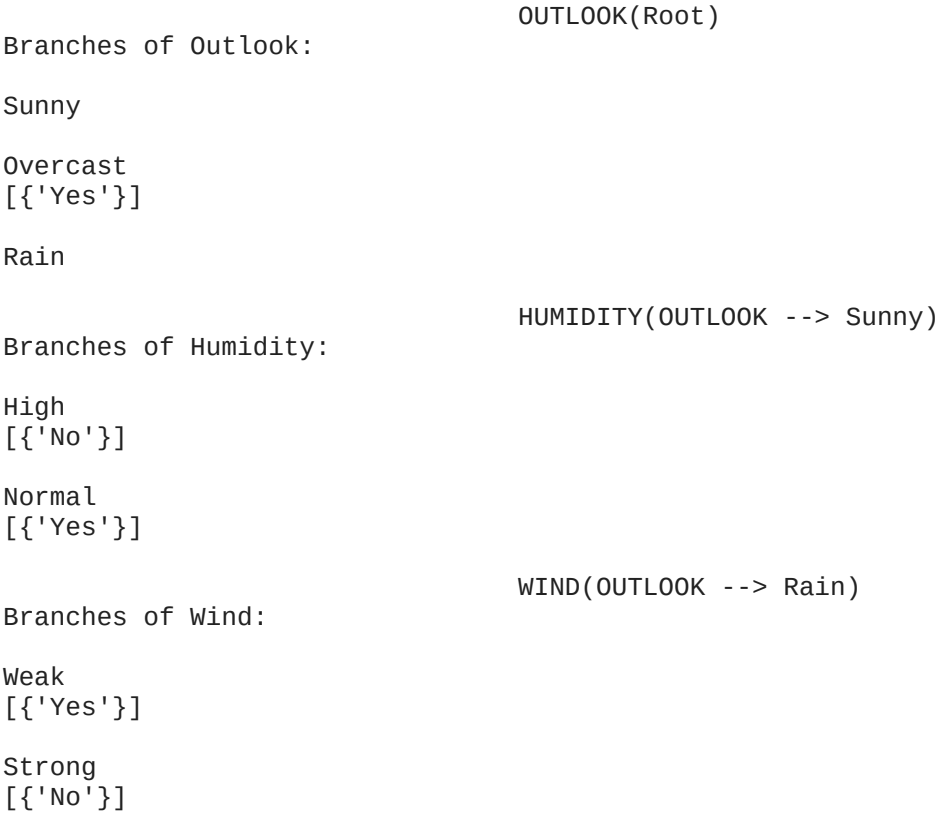 OUTLOOK(Root)
Branches of Outlook:
Sunny
Overcast
[{'Yes'}]
Rain
HUMIDITY(OUTLOOK --> Sunny)
Branches of Humidity:
High
[{'No'}]
Normal
[{'Yes'}]
WIND(OUTLOOK --> Rain)
Branches of Wind:
Weak
[{'Yes'}]
Strong
[{'No'}]